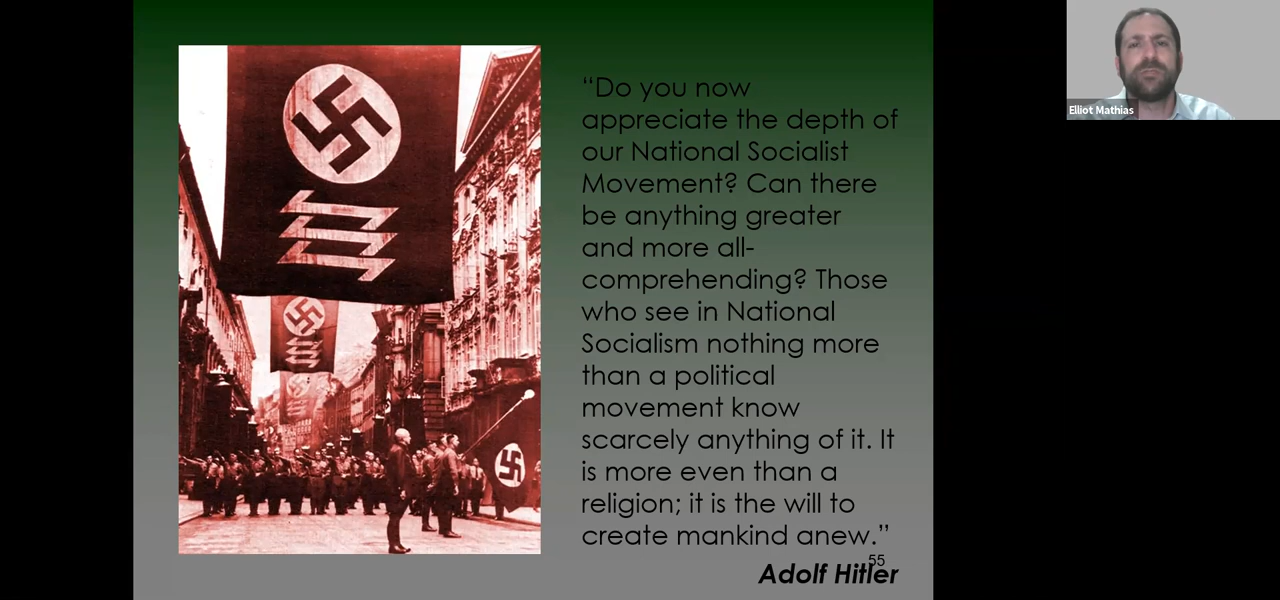 “Do you now
appreciate the depth of
our National Socialist
Movement? Can there
be anything greater
and more all-
comprehending? Those
who see in National
Socialism nothing more
than a political
movement know
scarcely anything of it. It
is more even than a
religion; it is the will to
create mankind anew.”
55
Adolf Hitler
Elliot Mathias